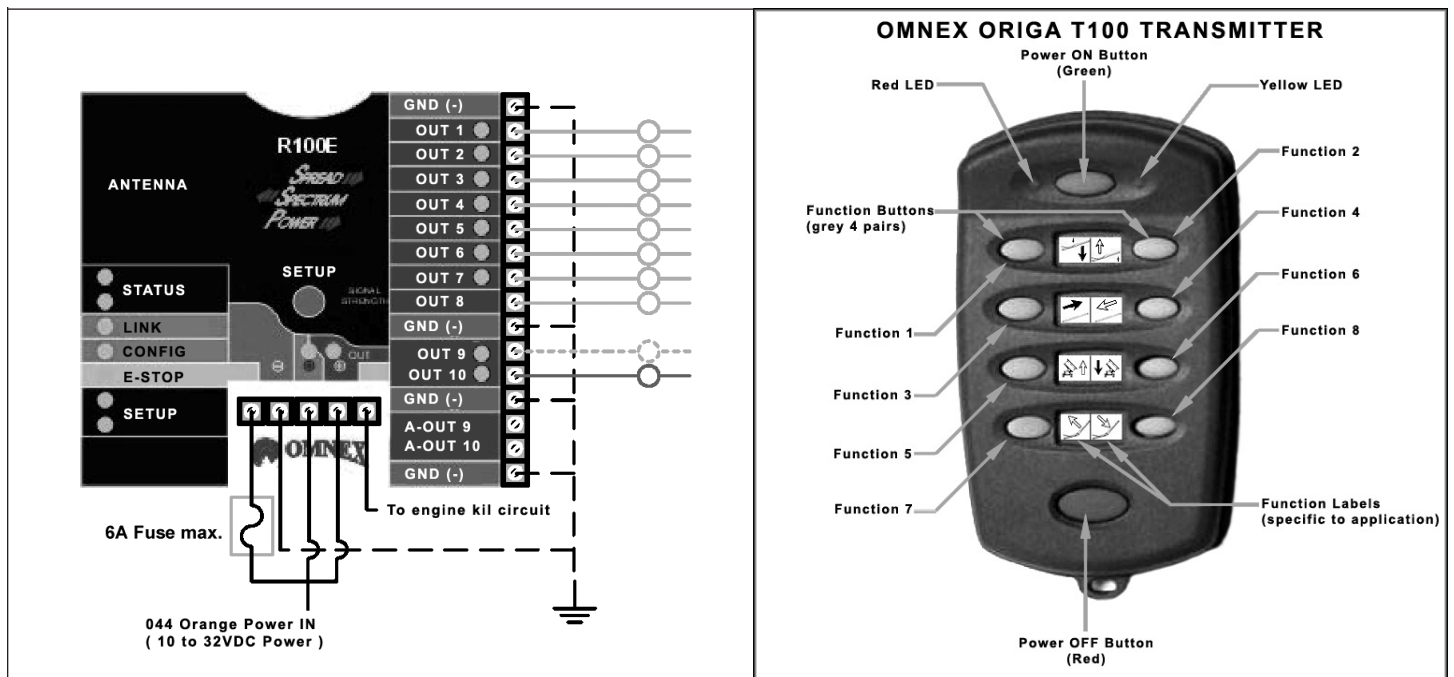 GND (-)
OUT 1
R100E
OUT 2
SPREAD
OUT 3
ANTENNA
SPECTRUM
OUT 4
POWER
OUT 5
OUT 6
SETUP
OUT 7
STATUS
SIGNAL
STRENGTH
OUT 8
LINK
GND (-)
CONFIG
OUT
OUT 9
E-STOP
OUT 10
SETUP
GND (-)
A-OUT 9
OMNEX
A-OUT 10
GND (-)
To engine kil circuit
6A Fuse max.
044 Orange Power IN
( 10 to 32VDC Power )
OMNEX ORIGA T100 TRANSMITTER
Power ON Button
(Green)
Red LED
Yellow LED
Function 2
Function Buttons
(grey 4 pairs)
Function 4
Function 6
Function 1
Function 8
Function 3
Function 5
Function 7
Function Labels
(specific to application)
Power OFF Button
(Red)